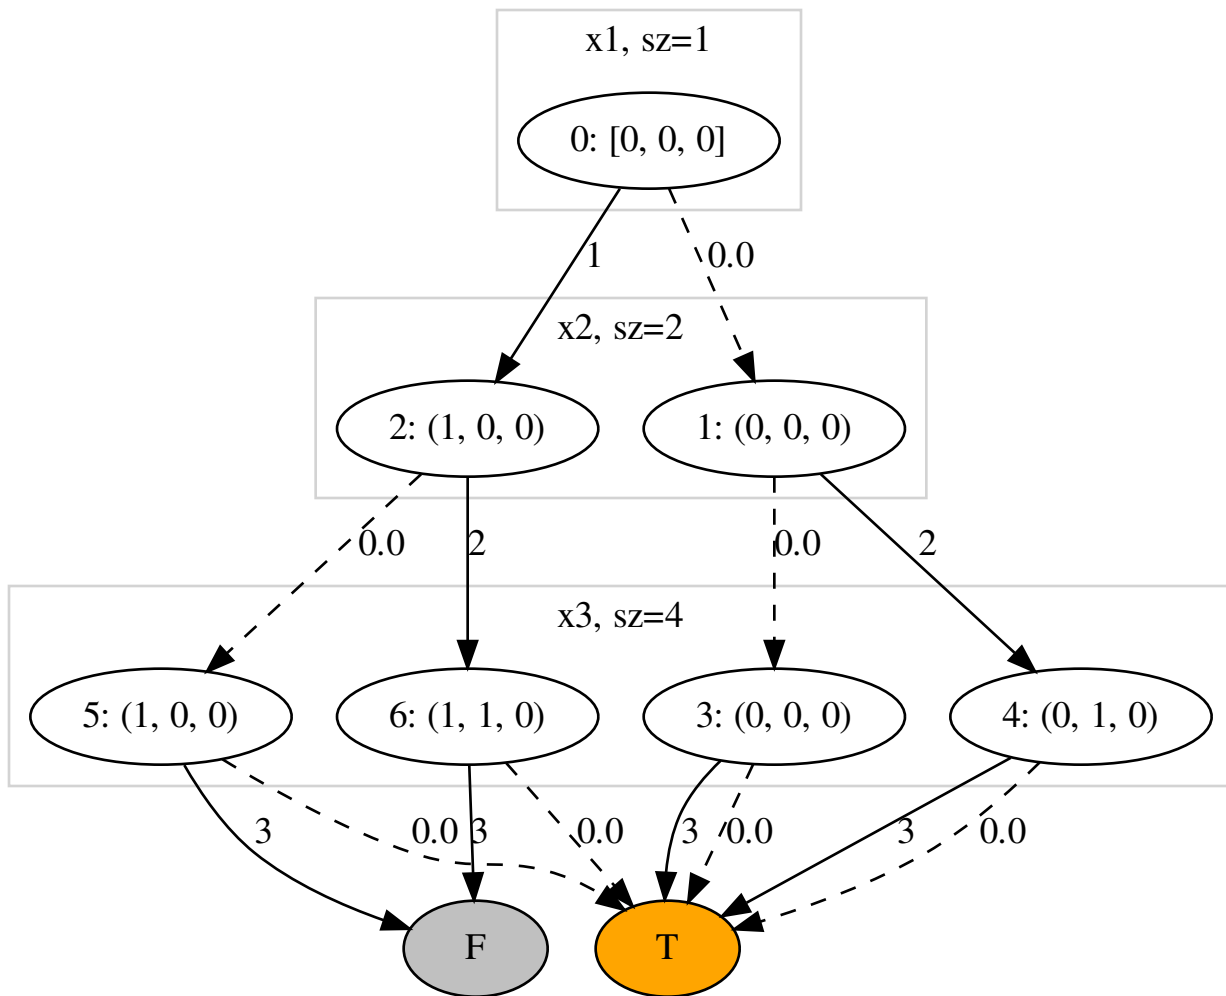 x1, sz=1
0: [0, 0, 0]
1
0.0
x2, sz=2
2: (1, 0, 0)
1: (0, 0, 0)
0.0
2
0.0
2
x3, sz=4
5: (1, 0, 0)
6: (1, 1, 0)
3: (0, 0, 0)
4: (0, 1, 0)
3
0.0
3
0.0
3
0.0
3
0.0
F
T